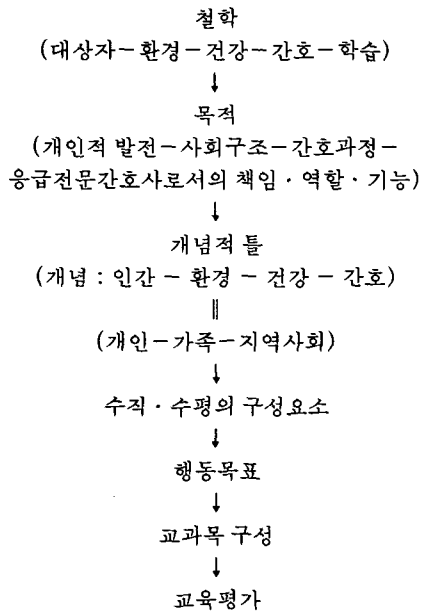 철학
(대상자-환경-건강-간호-학습)
↓
목적
(개인적 발전-사회구조-간호과정-
응급전문간호사로서의 책임·역할·기능)
↓
개념적 틀
(개념 : 인간 - 환경 - 건강 - 간호)
‖
(개인-가족-지역사회)
↓
수직·수평의 구성요소
↓
행동목표
↓
교과목 구성
↓
교육평가